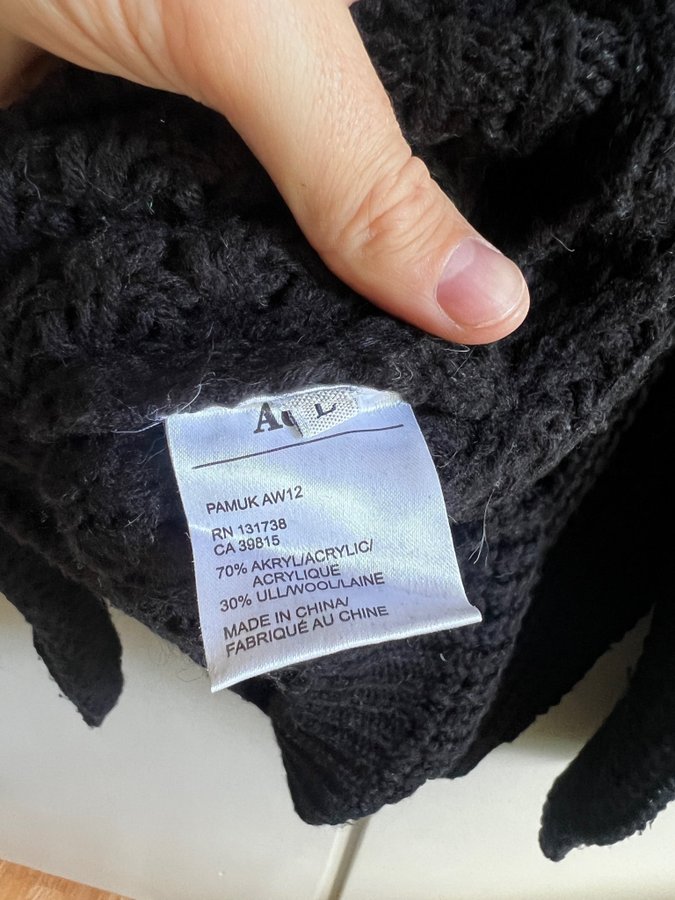 L
PAMUK AW12
RN 131738
CA 39815
70% AKRYL/ACRYLIC/
ACRYLIQUE
30% ULL/WOOL/LAINE
MADE IN CHINA/
FABRIQUÉ AU CHINE